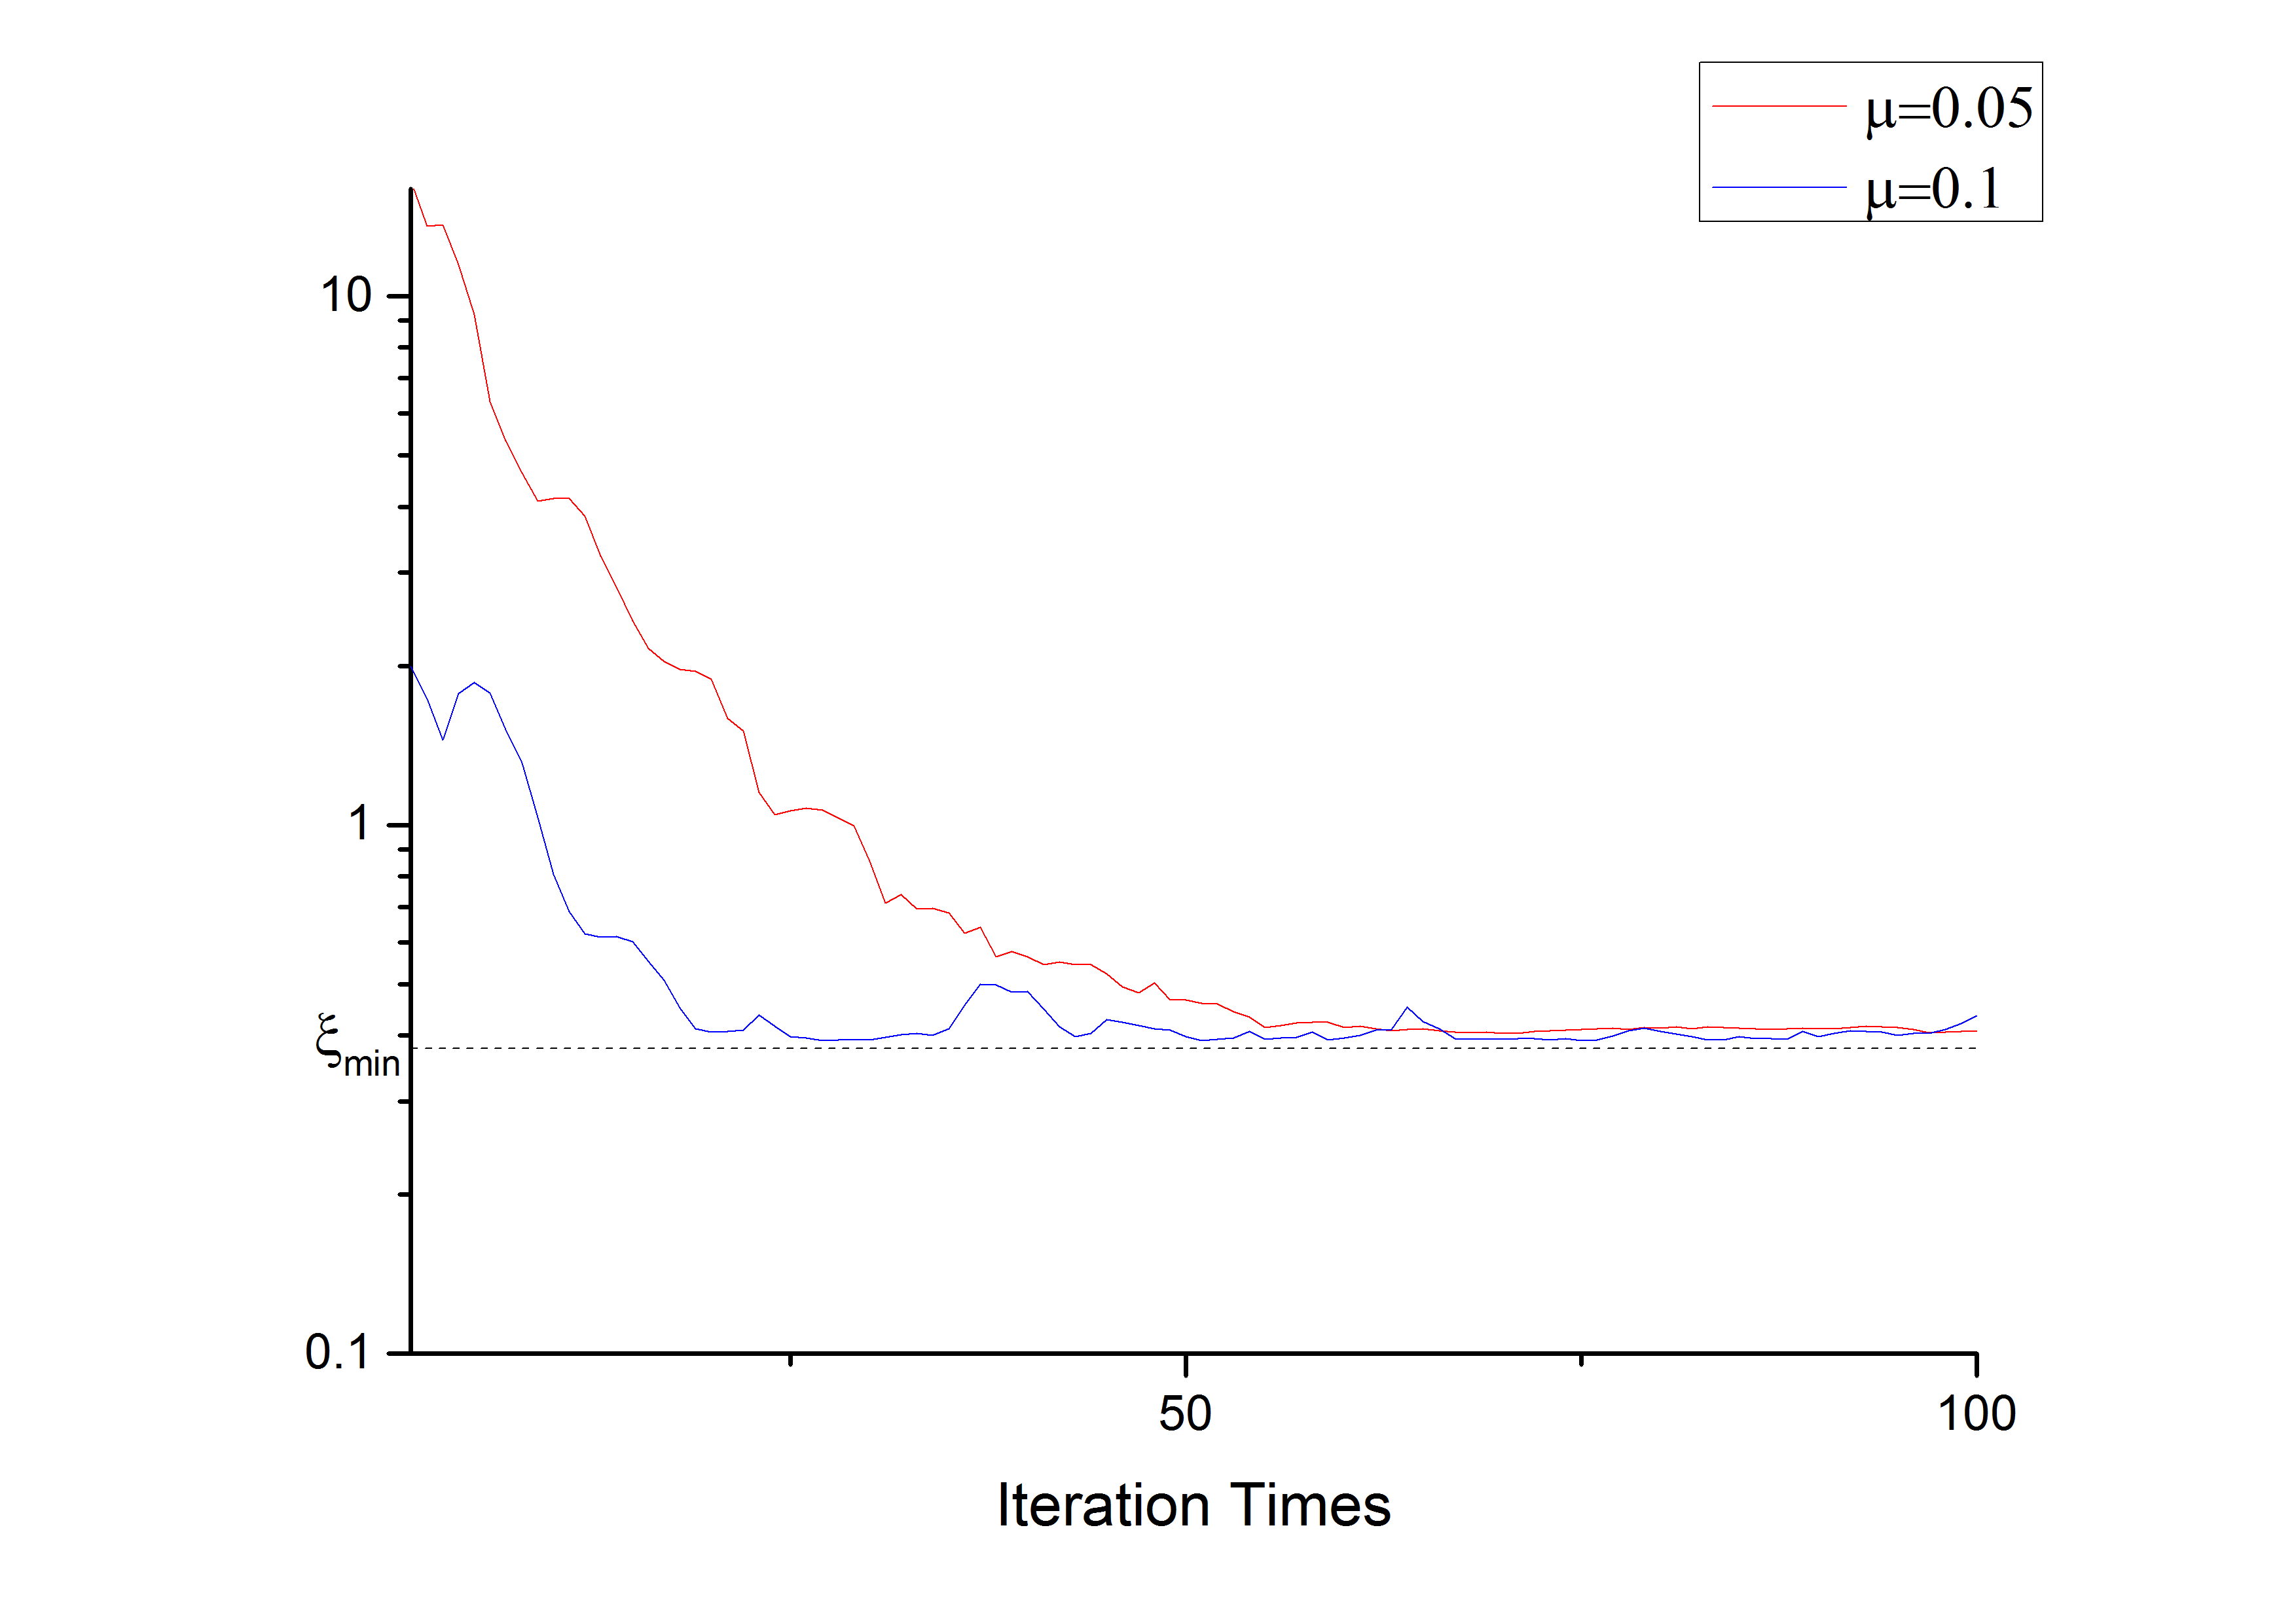 μ=0.05
μ=0.1
10
1
ξmin
0.1
50
100
Iteration Times